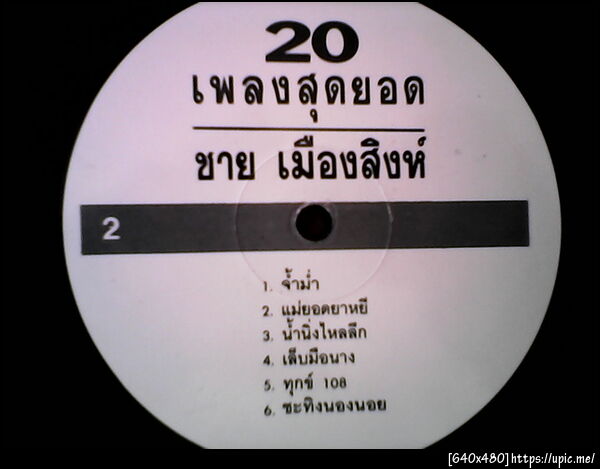 20
เพลงสุดยอด
ชาย เมืองสิงห์
2
1. จ้ำม่ำ
2. แม่ยอดยาหยี
3. น้ำนิ่งไหลลึก
4. เล็บมือนาง
5. ทุกข์ 108
6. ชะทิงนองนอย
[640x480]https://upic.me/